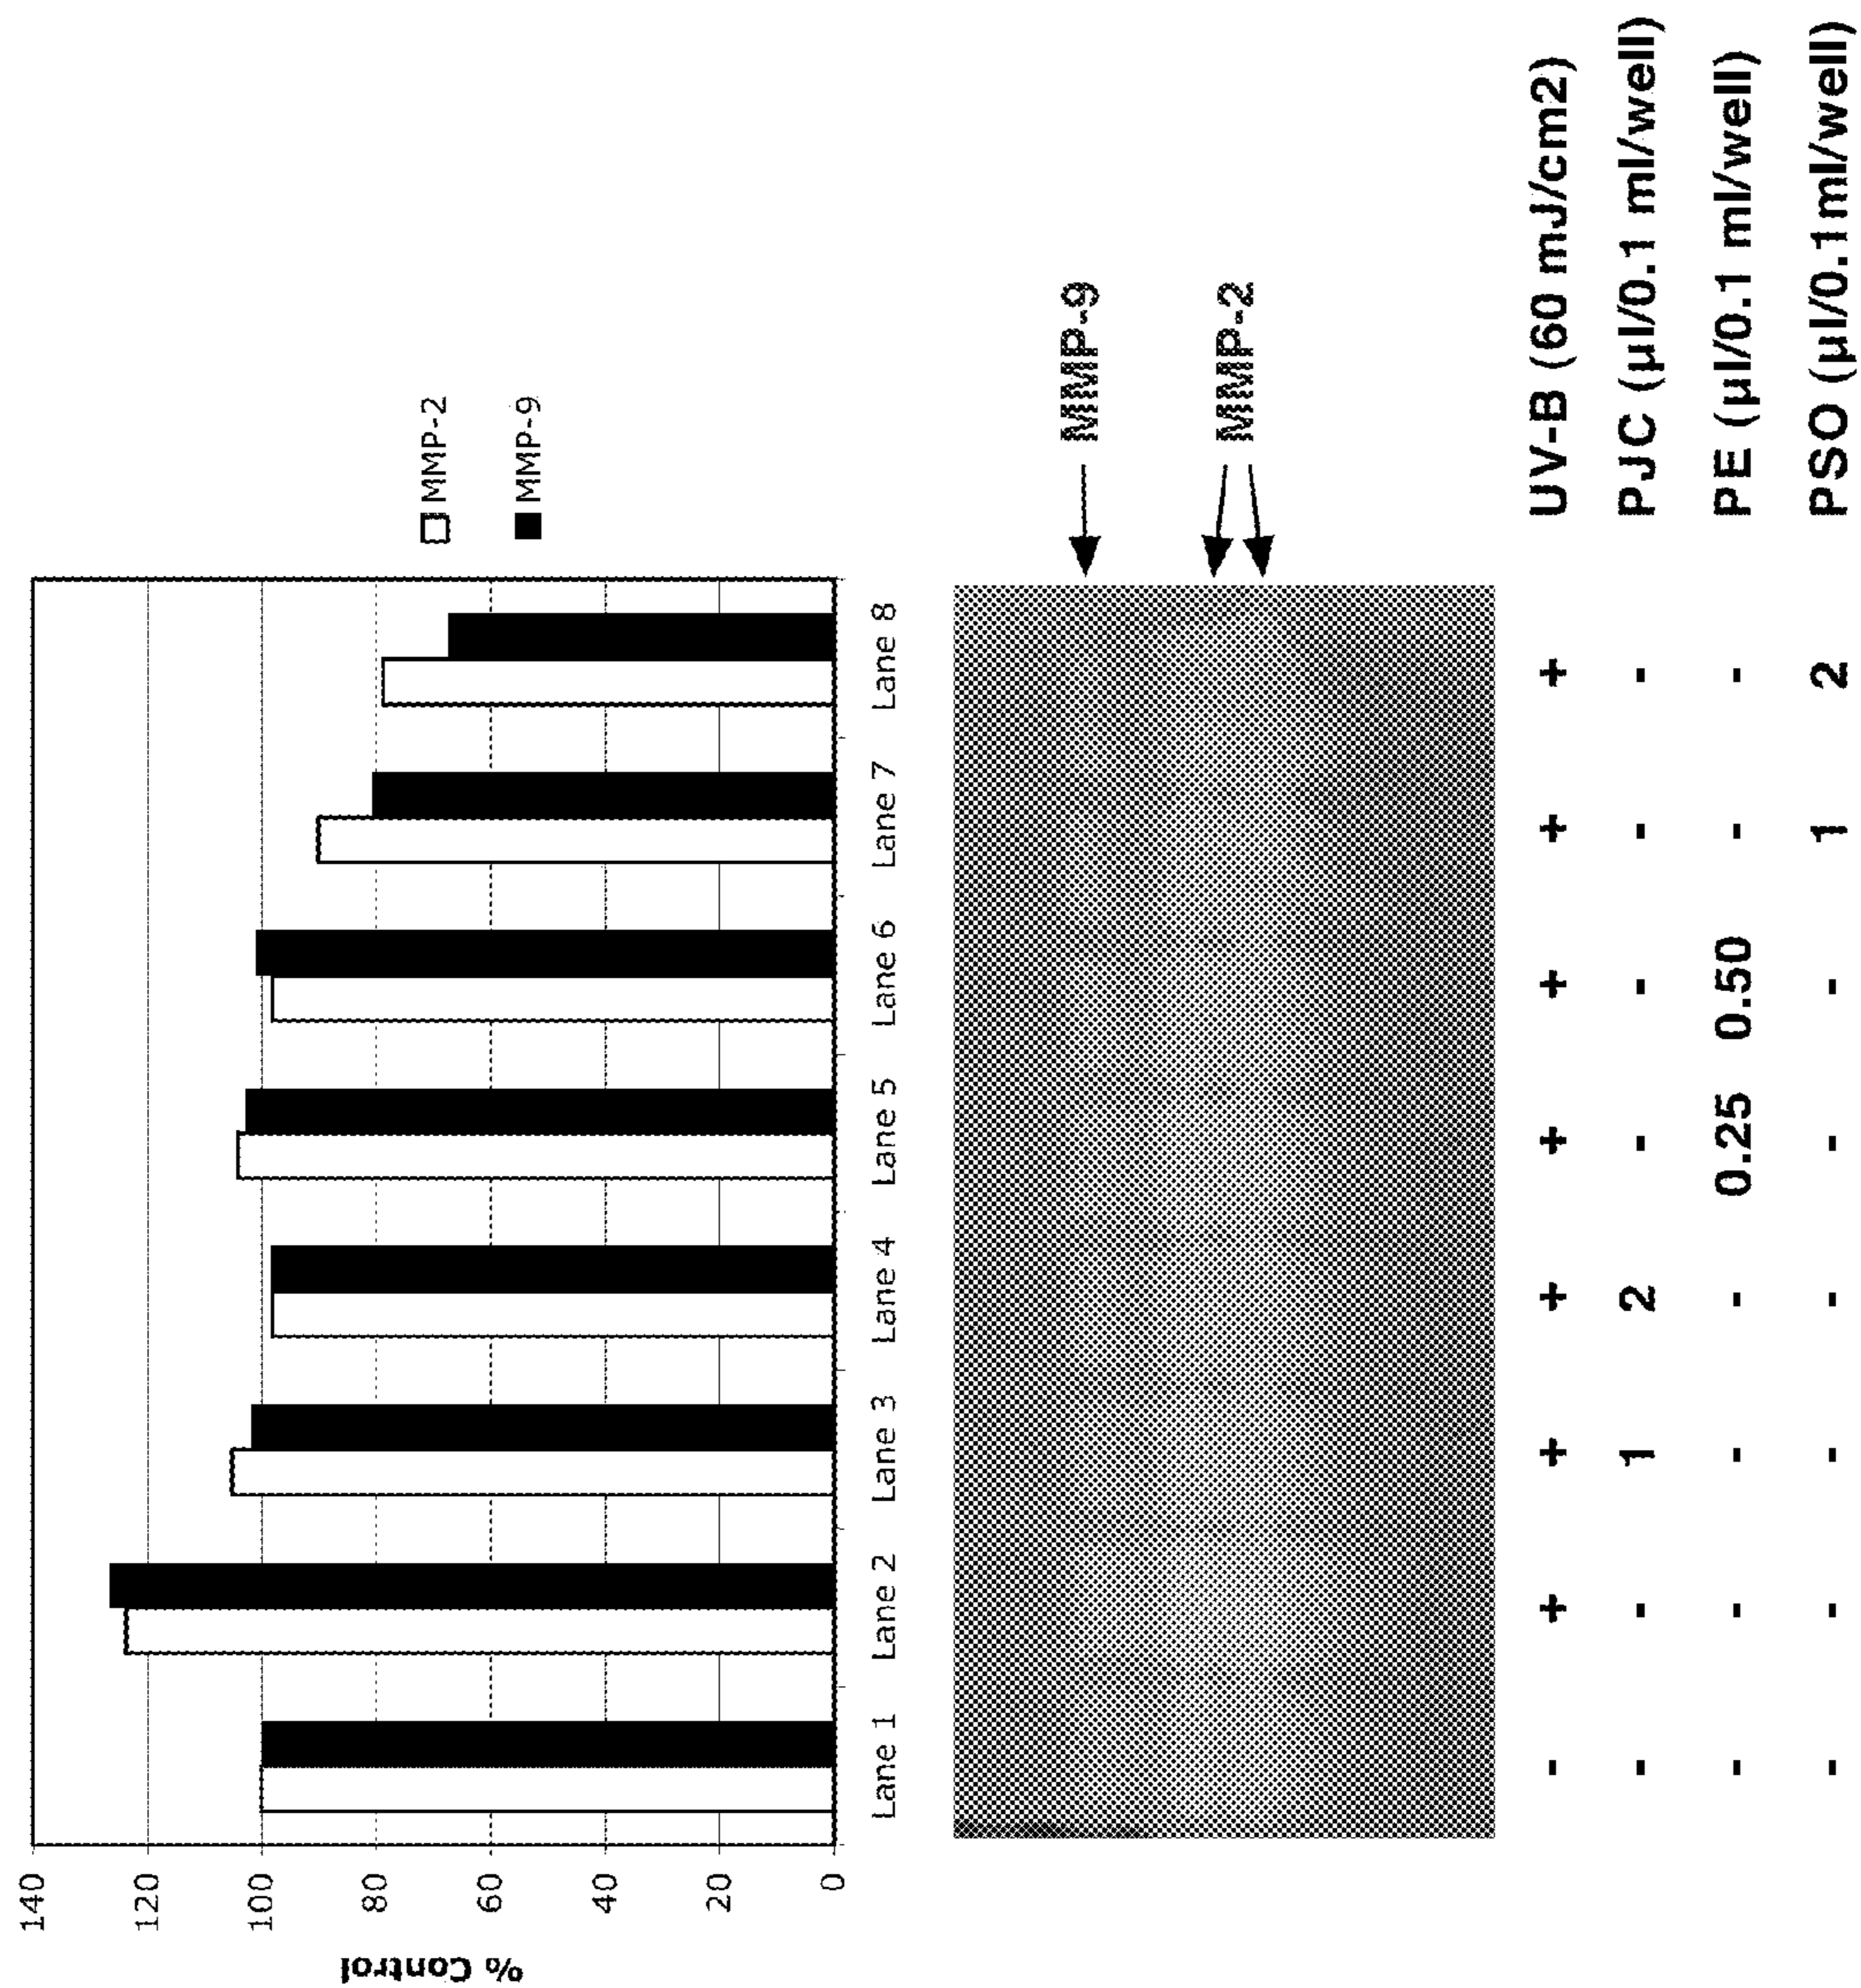 140
120
100
80
60
40
20
0
% Control
MMP-2
MMP-9
Lane 1 Lane 2 Lane 3 Lane 4 Lane 5 Lane 6 Lane 7 Lane 8
MMP-9
MMP-2
- + + + + + + + UV-B (60 mJ/cm2)
- - 1 2 - - - - PJC (µl/0.1 ml/well)
- - - - 0.25 0.50 - - PE (µl/0.1 ml/well)
- - - - - - 1 2 PSO (µl/0.1ml/well)